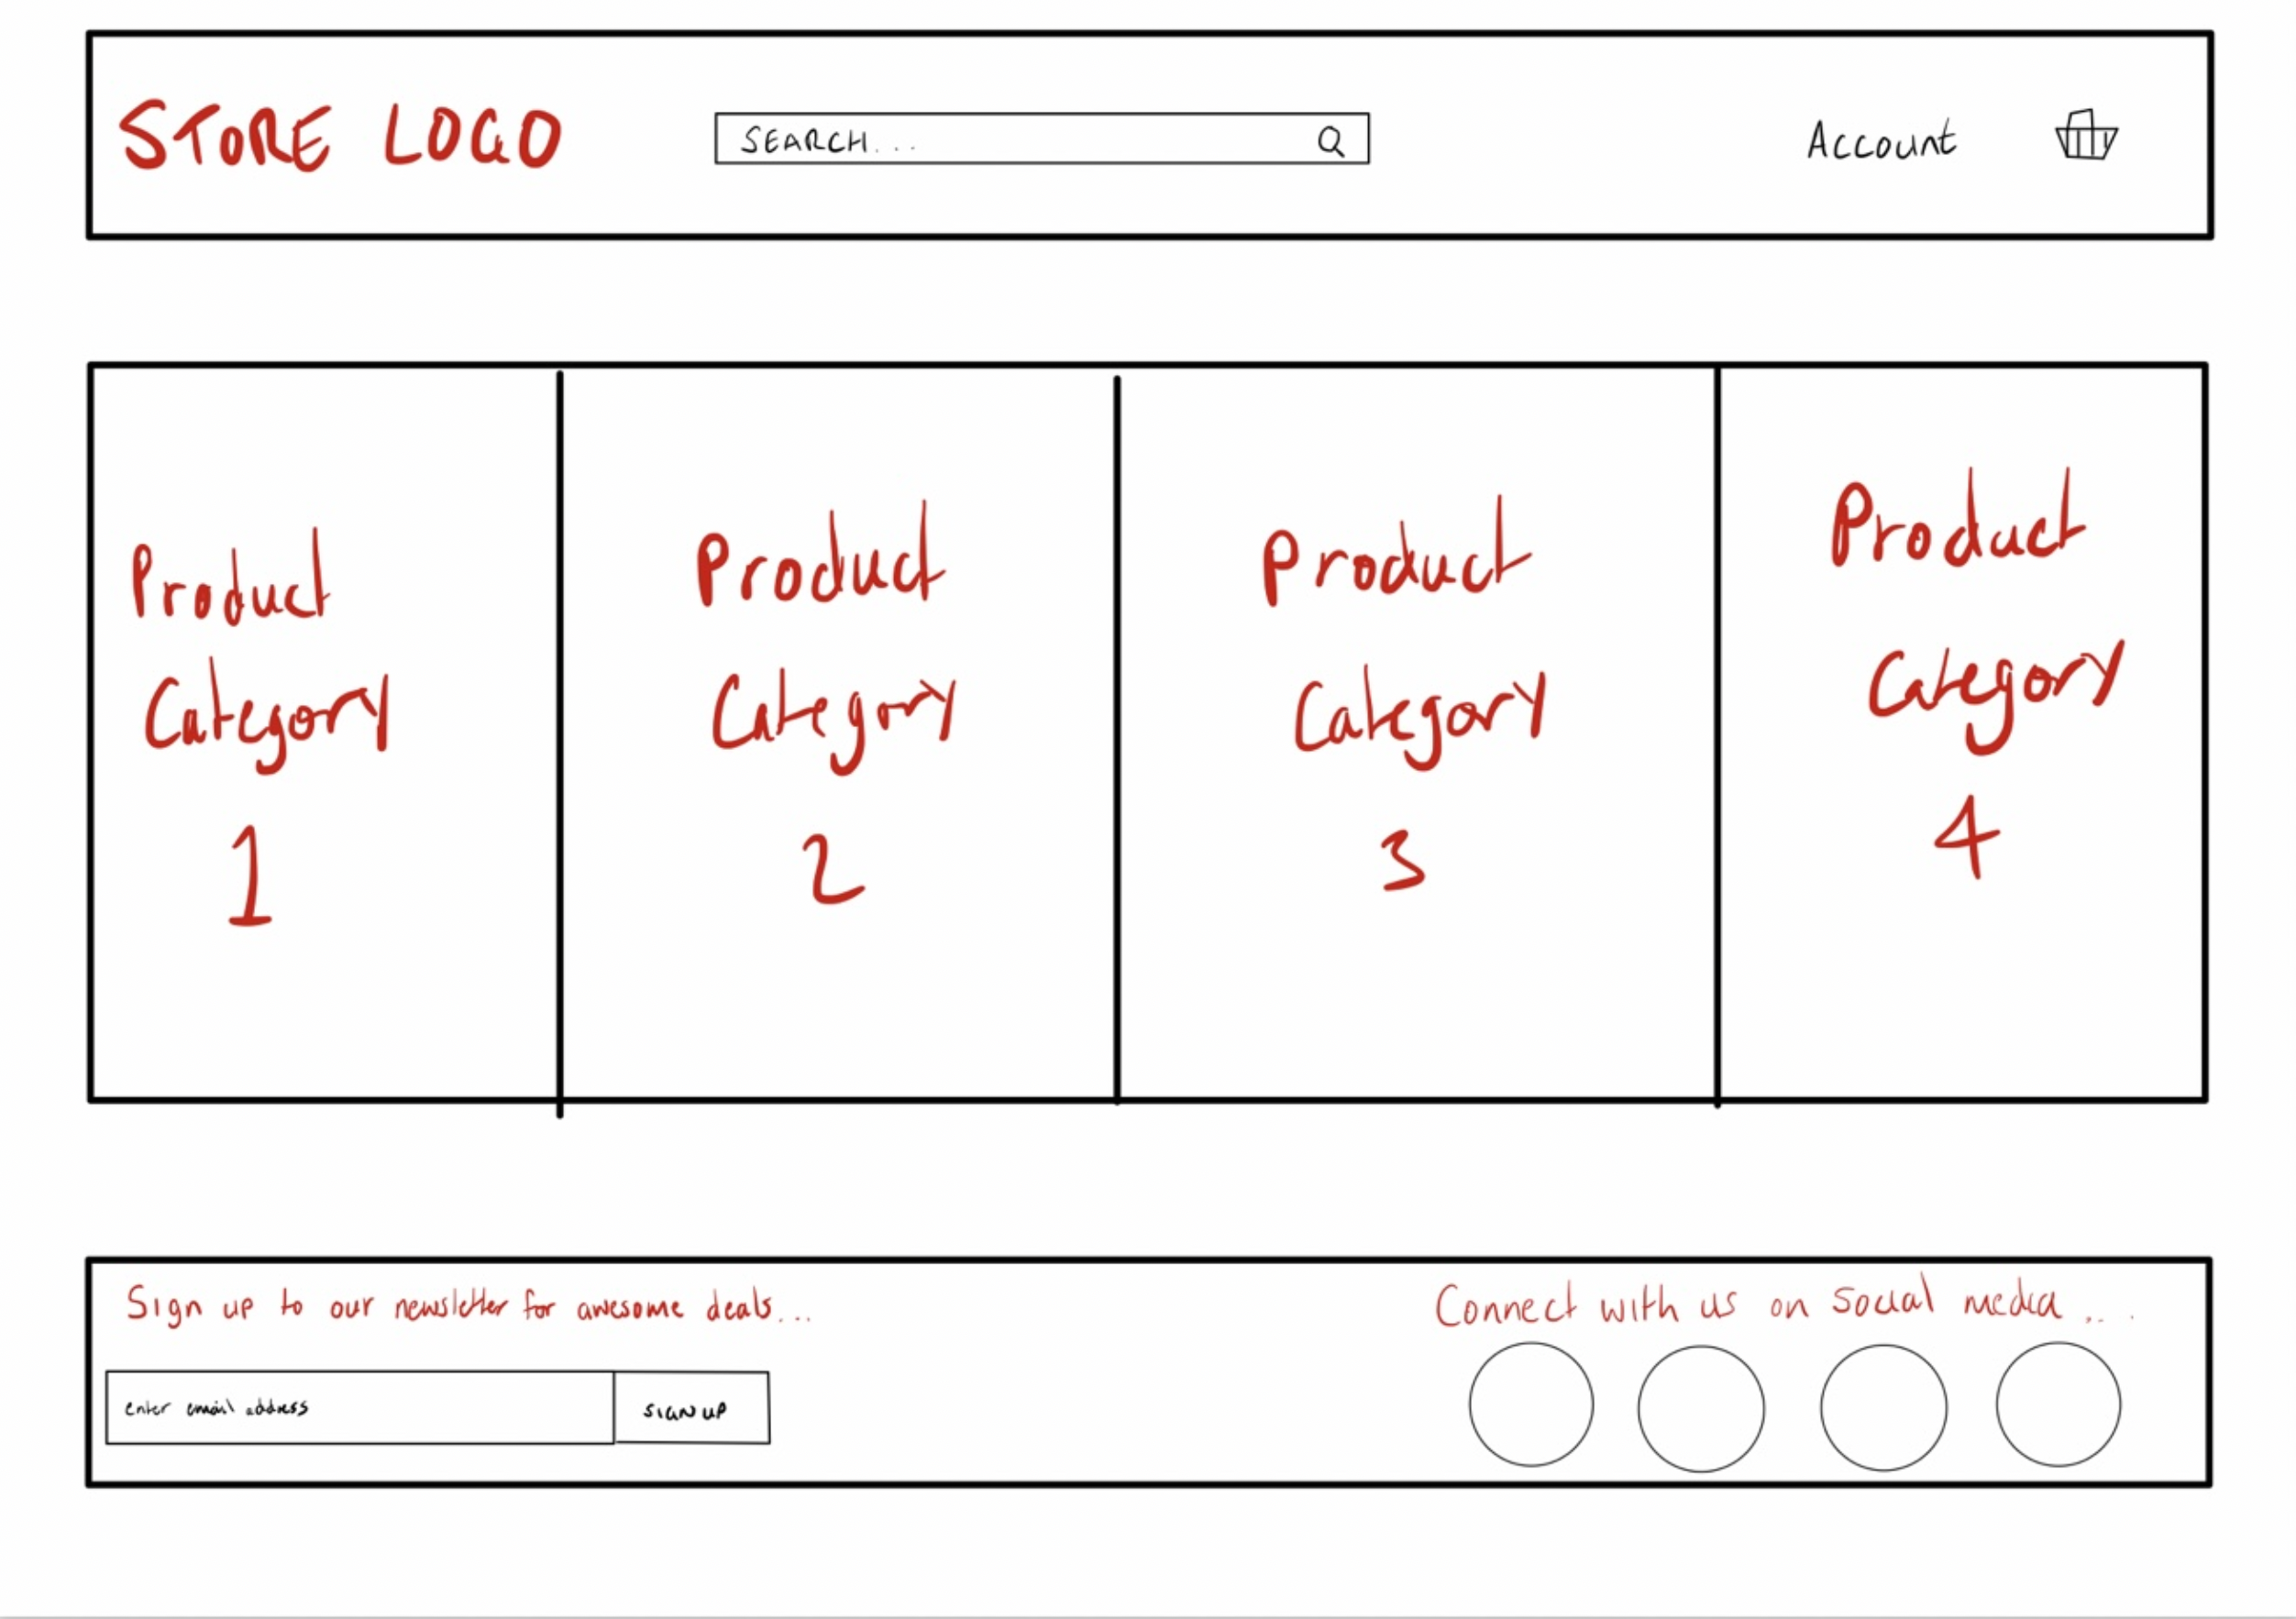 STORE LOGO
SEARCH...
Account
Product
Category
1
Product
Category
2
Product
Category
3
Product
Category
4
Sign up to our newsletter for awesome deals...
enter email address
SIGN UP
Connect with us on Social media...